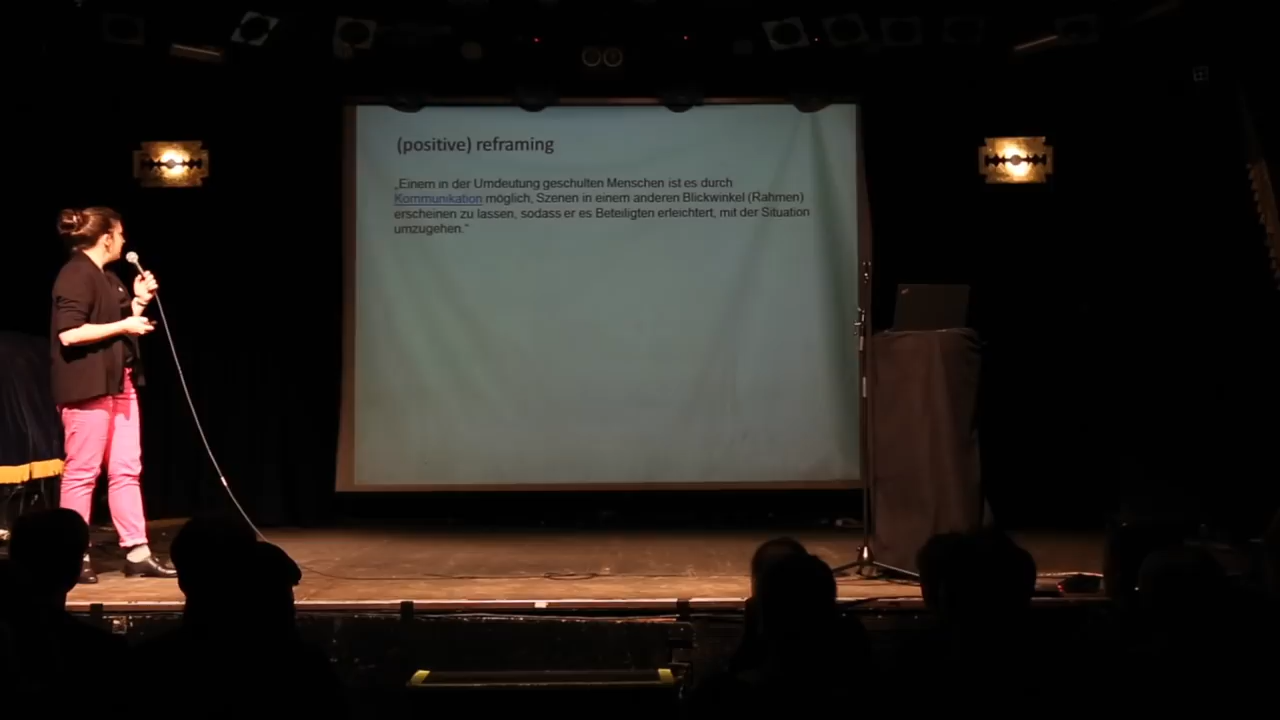 (positive) reframing
„Einem in der Umdeutung geschulten Menschen ist es durch
Kommunikation möglich, Szenen in einem anderen Blickwinkel (Rahmen)
erscheinen zu lassen, sodass er es Beteiligten erleichtert, mit der Situation
umzugehen.“